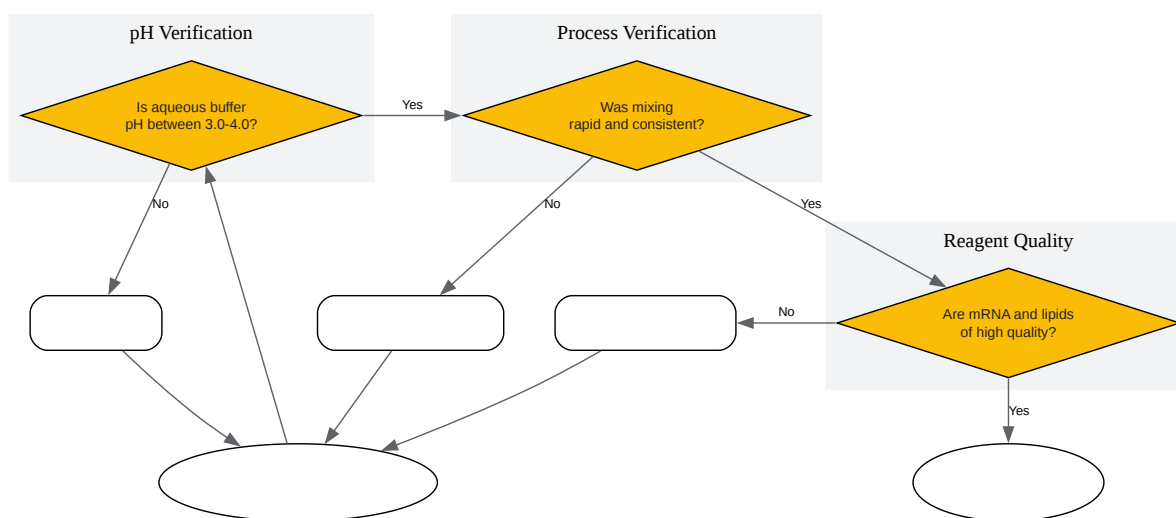 pH Verification
Process Verification
Is aqueous buffer
pH between 3.0-4.0?
Yes
Was mixing
rapid and consistent?
No
No
Yes
Reagent Quality
No
Are mRNA and lipids
of high quality?
Yes